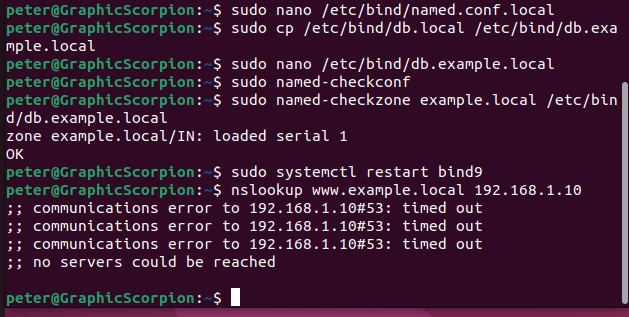 peter@GraphicScorpion:~$ sudo nano /etc/bind/named.conf.local
peter@GraphicScorpion:~$ sudo cp /etc/bind/db.local /etc/bind/db.exa
mple.local
peter@GraphicScorpion:~$ sudo nano /etc/bind/db.example.local
peter@GraphicScorpion:~$ sudo named-checkconf
peter@GraphicScorpion:~$ sudo named-checkzone example.local /etc/bin
d/db.example.local
zone example.local/IN: loaded serial 1
OK
peter@GraphicScorpion:~$ sudo systemctl restart bind9
peter@GraphicScorpion:~$ nslookup www.example.local 192.168.1.10
;; communications error to 192.168.1.10#53: timed out
;; communications error to 192.168.1.10#53: timed out
;; communications error to 192.168.1.10#53: timed out
;; no servers could be reached
peter@GraphicScorpion:~$